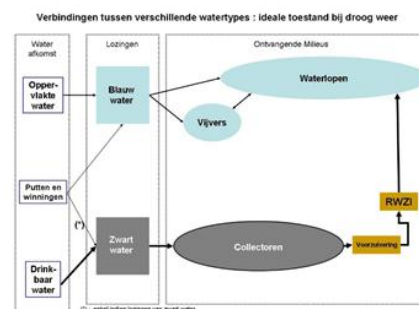 Verbindingen tussen verschillende watertypes : ideale toestand bij droog weer
Water
afkomst
Lozingen
Ontvangende Milieus
Opper-
vlakte
water
Blauw
water
Waterlopen
Vijvers
Putten en
winningen
(*)
RWZI
Zwart
water
Collectoren
Voorzuivering
Drink-
baar
water